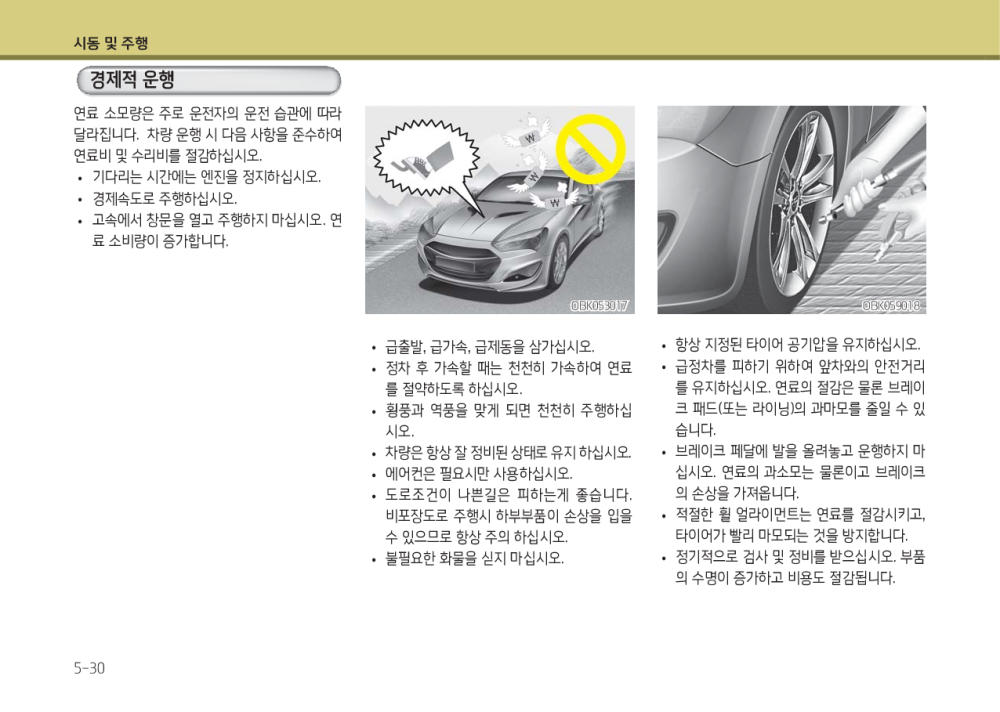 시동 및 주행
경제적 운행
연료 소모량은 주로 운전자의 운전 습관에 따라
달라집니다. 차량 운행 시 다음 사항을 준수하여
연료비 및 수리비를 절감하십시오.
• 기다리는 시간에는 엔진을 정지하십시오.
• 경제속도로 주행하십시오.
• 고속에서 창문을 열고 주행하지 마십시오. 연
료 소비량이 증가합니다.
W
W
W
OBK053017
• 급출발, 급가속, 급제동을 삼가십시오.
• 정차 후 가속할 때는 천천히 가속하여 연료
를 절약하도록 하십시오.
• 횡풍과 역풍을 맞게 되면 천천히 주행하십
시오.
• 차량은 항상 잘 정비된 상태로 유지 하십시오.
• 에어컨은 필요시만 사용하십시오.
• 도로조건이 나쁜길은 피하는게 좋습니다.
비포장도로 주행시 하부부품이 손상을 입을
수 있으므로 항상 주의 하십시오.
• 불필요한 화물을 싣지 마십시오.
OBK059018
• 항상 지정된 타이어 공기압을 유지하십시오.
• 급정차를 피하기 위하여 앞차와의 안전거리
를 유지하십시오. 연료의 절감은 물론 브레이
크 패드(또는 라이닝)의 과마모를 줄일 수 있
습니다.
• 브레이크 페달에 발을 올려놓고 운행하지 마
십시오. 연료의 과소모는 물론이고 브레이크
의 손상을 가져옵니다.
• 적절한 휠 얼라이먼트는 연료를 절감시키고,
타이어가 빨리 마모되는 것을 방지합니다.
• 정기적으로 검사 및 정비를 받으십시오. 부품
의 수명이 증가하고 비용도 절감됩니다.
5-30